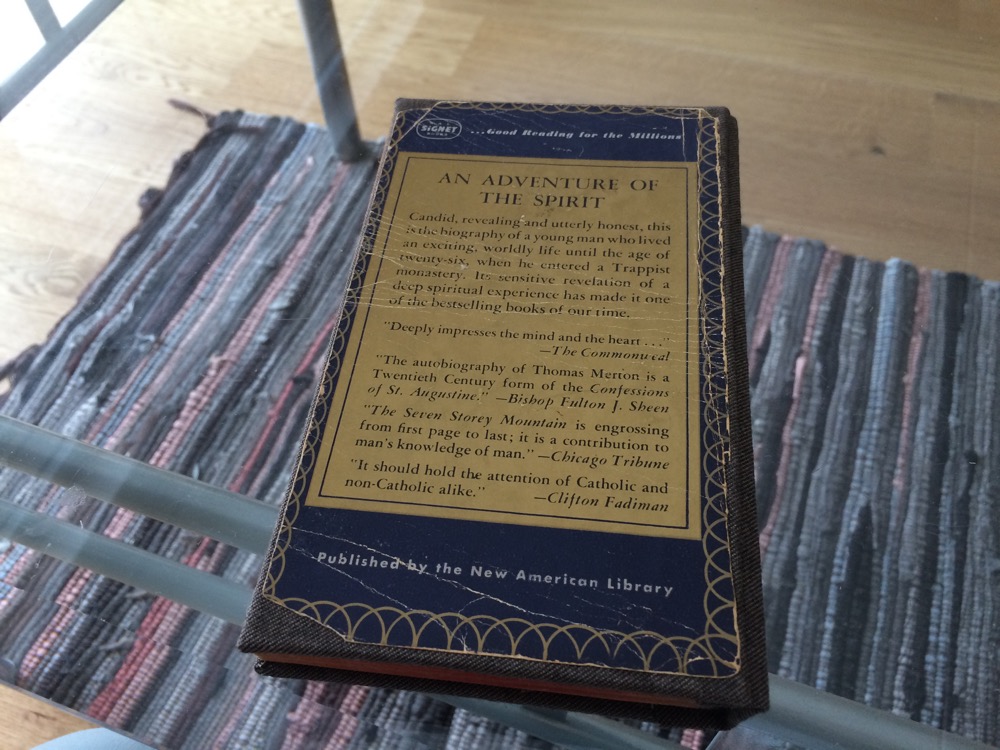 SIGNET
BOOKS
...Good Reading for the Millions
AN ADVENTURE OF
THE SPIRIT
Candid, revealing and utterly honest, this
is the biography of a young man who lived
an exciting, worldly life until the age of
twenty-six, when he entered a Trappist
monastery. Its sensitive revelation of a
deep spiritual experience has made it one
of the bestselling books of our time.
"Deeply impresses the mind and the heart ..."
—The Commonweal
"The autobiography of Thomas Merton is a
Twentieth Century form of the Confessions
of St. Augustine." —Bishop Fulton J. Sheen
"The Seven Storey Mountain is engrossing
from first page to last; it is a contribution to
man's knowledge of man." —Chicago Tribune
"It should hold the attention of Catholic and
non-Catholic alike." —Clifton Fadiman
Published by the New American Library